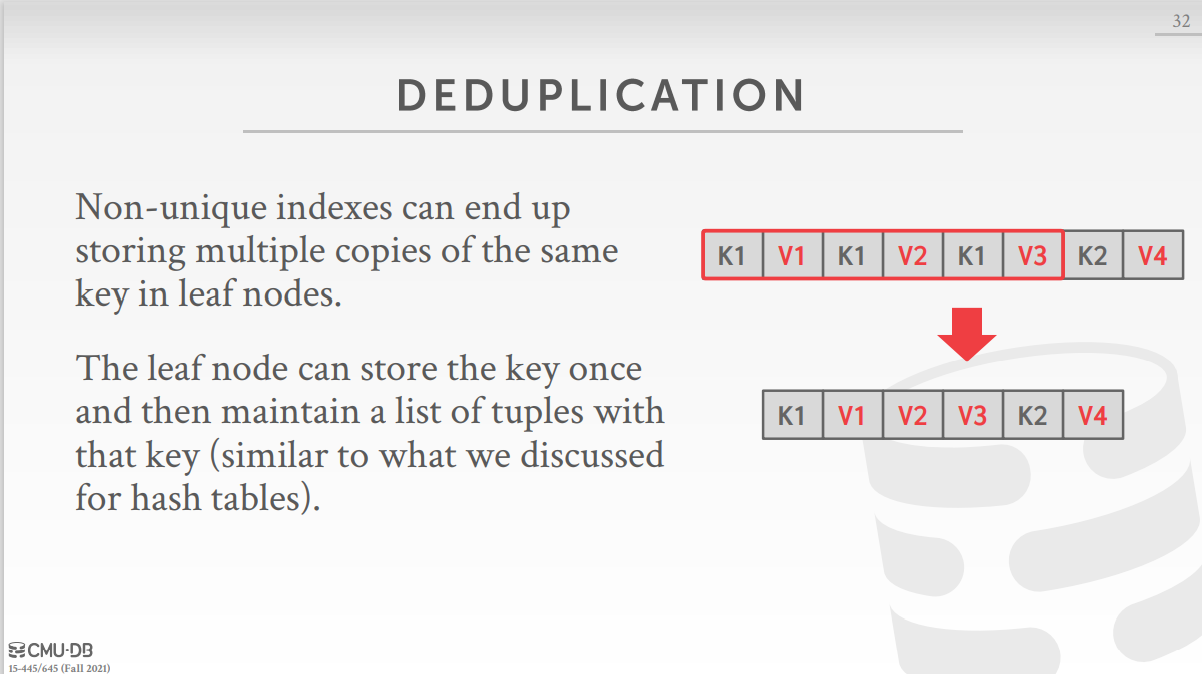 32
DEDUPLICATION
Non-unique indexes can end up
storing multiple copies of the same
key in leaf nodes.
The leaf node can store the key once
and then maintain a list of tuples with
that key (similar to what we discussed
for hash tables).
K1 V1 K1 V2 K1 V3 K2 V4
K1 V1 V2 V3 K2 V4
CMU·DB
15-445/645 (Fall 2021)